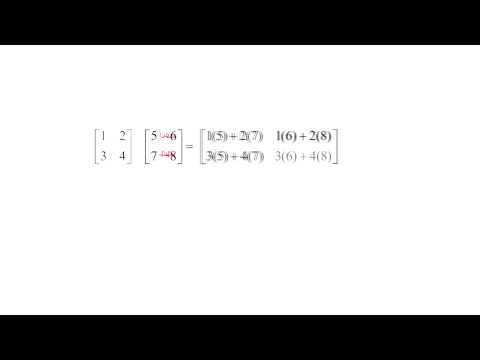 1 2 5 6 = 1(5) + 2(7) 1(6) + 2(8)
3 4 7 8 3(5) + 4(7) 3(6) + 4(8)